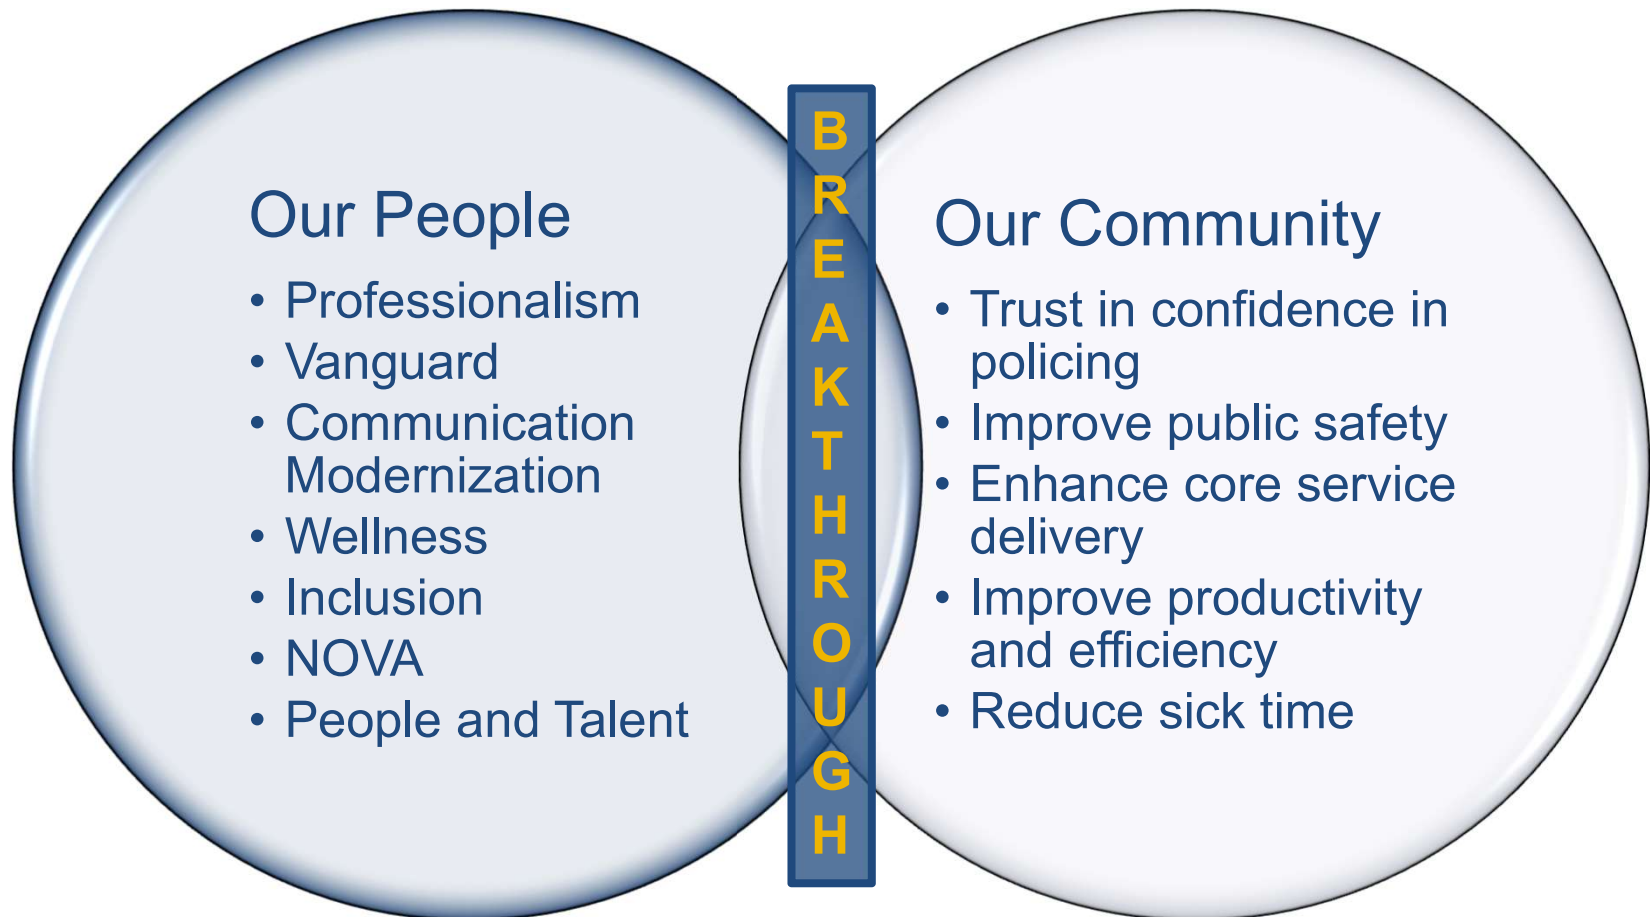 Our People
• Professionalism
• Vanguard
• Communication
Modernization
• Wellness
• Inclusion
• NOVA
• People and Talent
B
R
E
A
K
T
H
R
O
U
G
H
Our Community
• Trust in confidence in
policing
• Improve public safety
• Enhance core service
delivery
• Improve productivity
and efficiency
• Reduce sick time